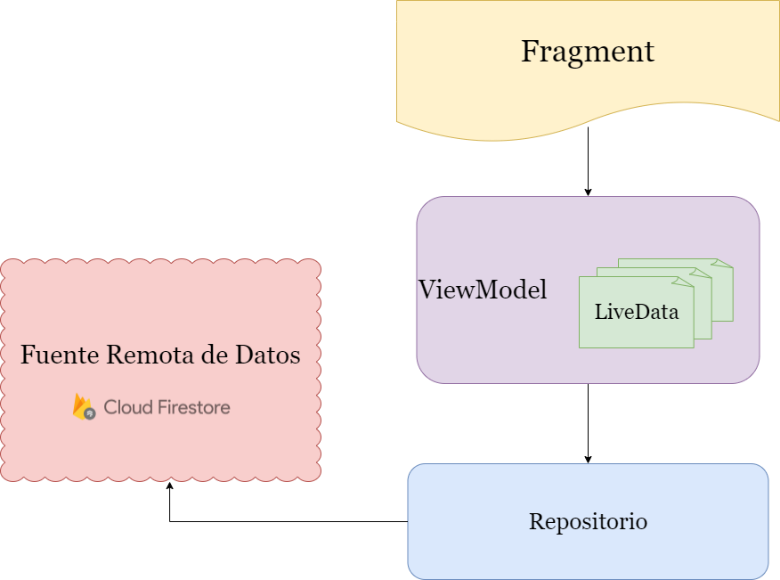 Fragment
ViewModel
LiveData
Fuente Remota de Datos
Cloud Firestore
Repositorio